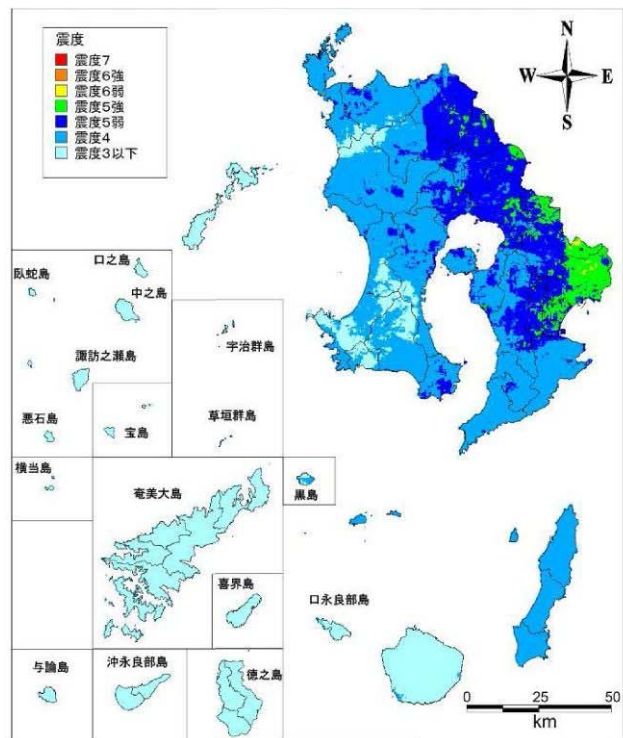 震度
震度7
震度6強
震度6弱
震度5強
震度5弱
震度4
震度3以下
N
W
E
S
口之島
臥蛇島
中之島
宇治群島
諏訪之瀬島
悪石島
宝島
草垣群島
横当島
奄美大島
黒島
喜界島
口永良部島
与論島
沖永良部島
徳之島
0 25 50
km